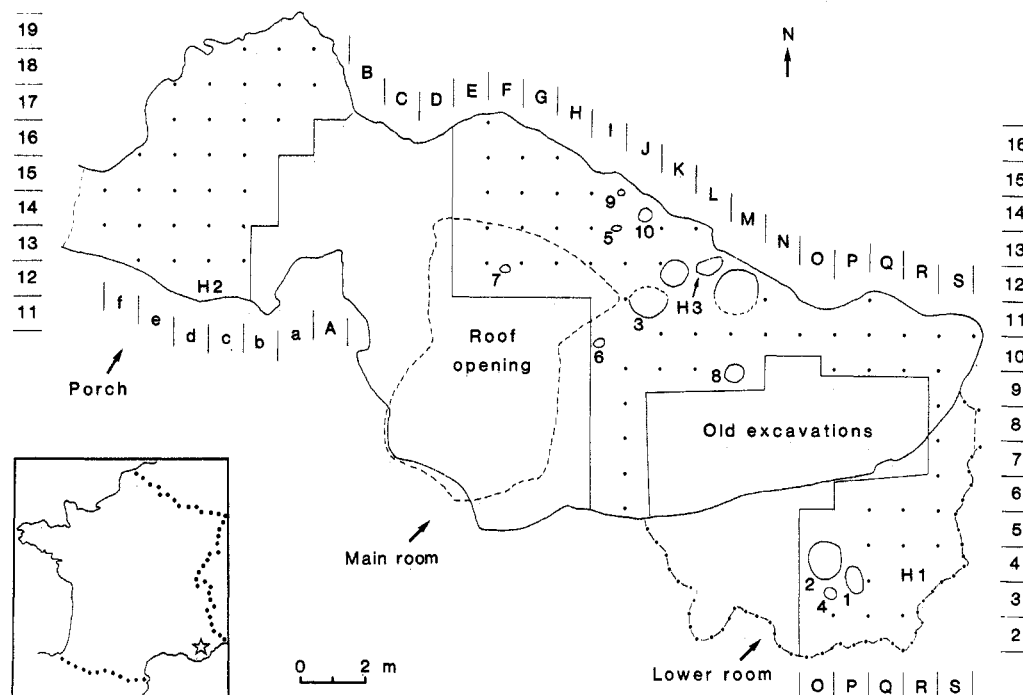 19
18
17
16
15
14
13
12
11
B C D E F G H I J K L M N O P Q R S
N
16
15
14
13
12
11
10
9
8
7
6
5
4
3
2
9
10
5
7
H2
H3
3
f e d c b a A
Roof
opening
6
8
Porch
Old excavations
Main room
H1
2
1
4
0 2 m
Lower room
O P Q R S